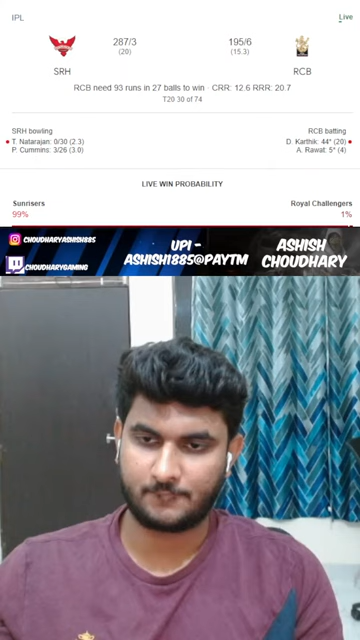 IPL
Live
287/3
195/6
(20)
(15.3)
SRH
RCB
RCB need 93 runs in 27 balls to win · CRR: 12.6 RRR: 20.7
T20 30 of 74
SRH bowling
RCB batting
T. Natarajan: 0/30 (2.3)
D. Karthik: 44* (20)
P. Cummins: 3/26 (3.0)
A. Rawat: 5* (4)
LIVE WIN PROBABILITY
Sunrisers
Royal Challengers
99%
1%
CHOUDHARYASHISH885
CHOUDHARYGAMING
UPI -
ASHISH1885@PAYTM
ASHISH
CHOUDHARY